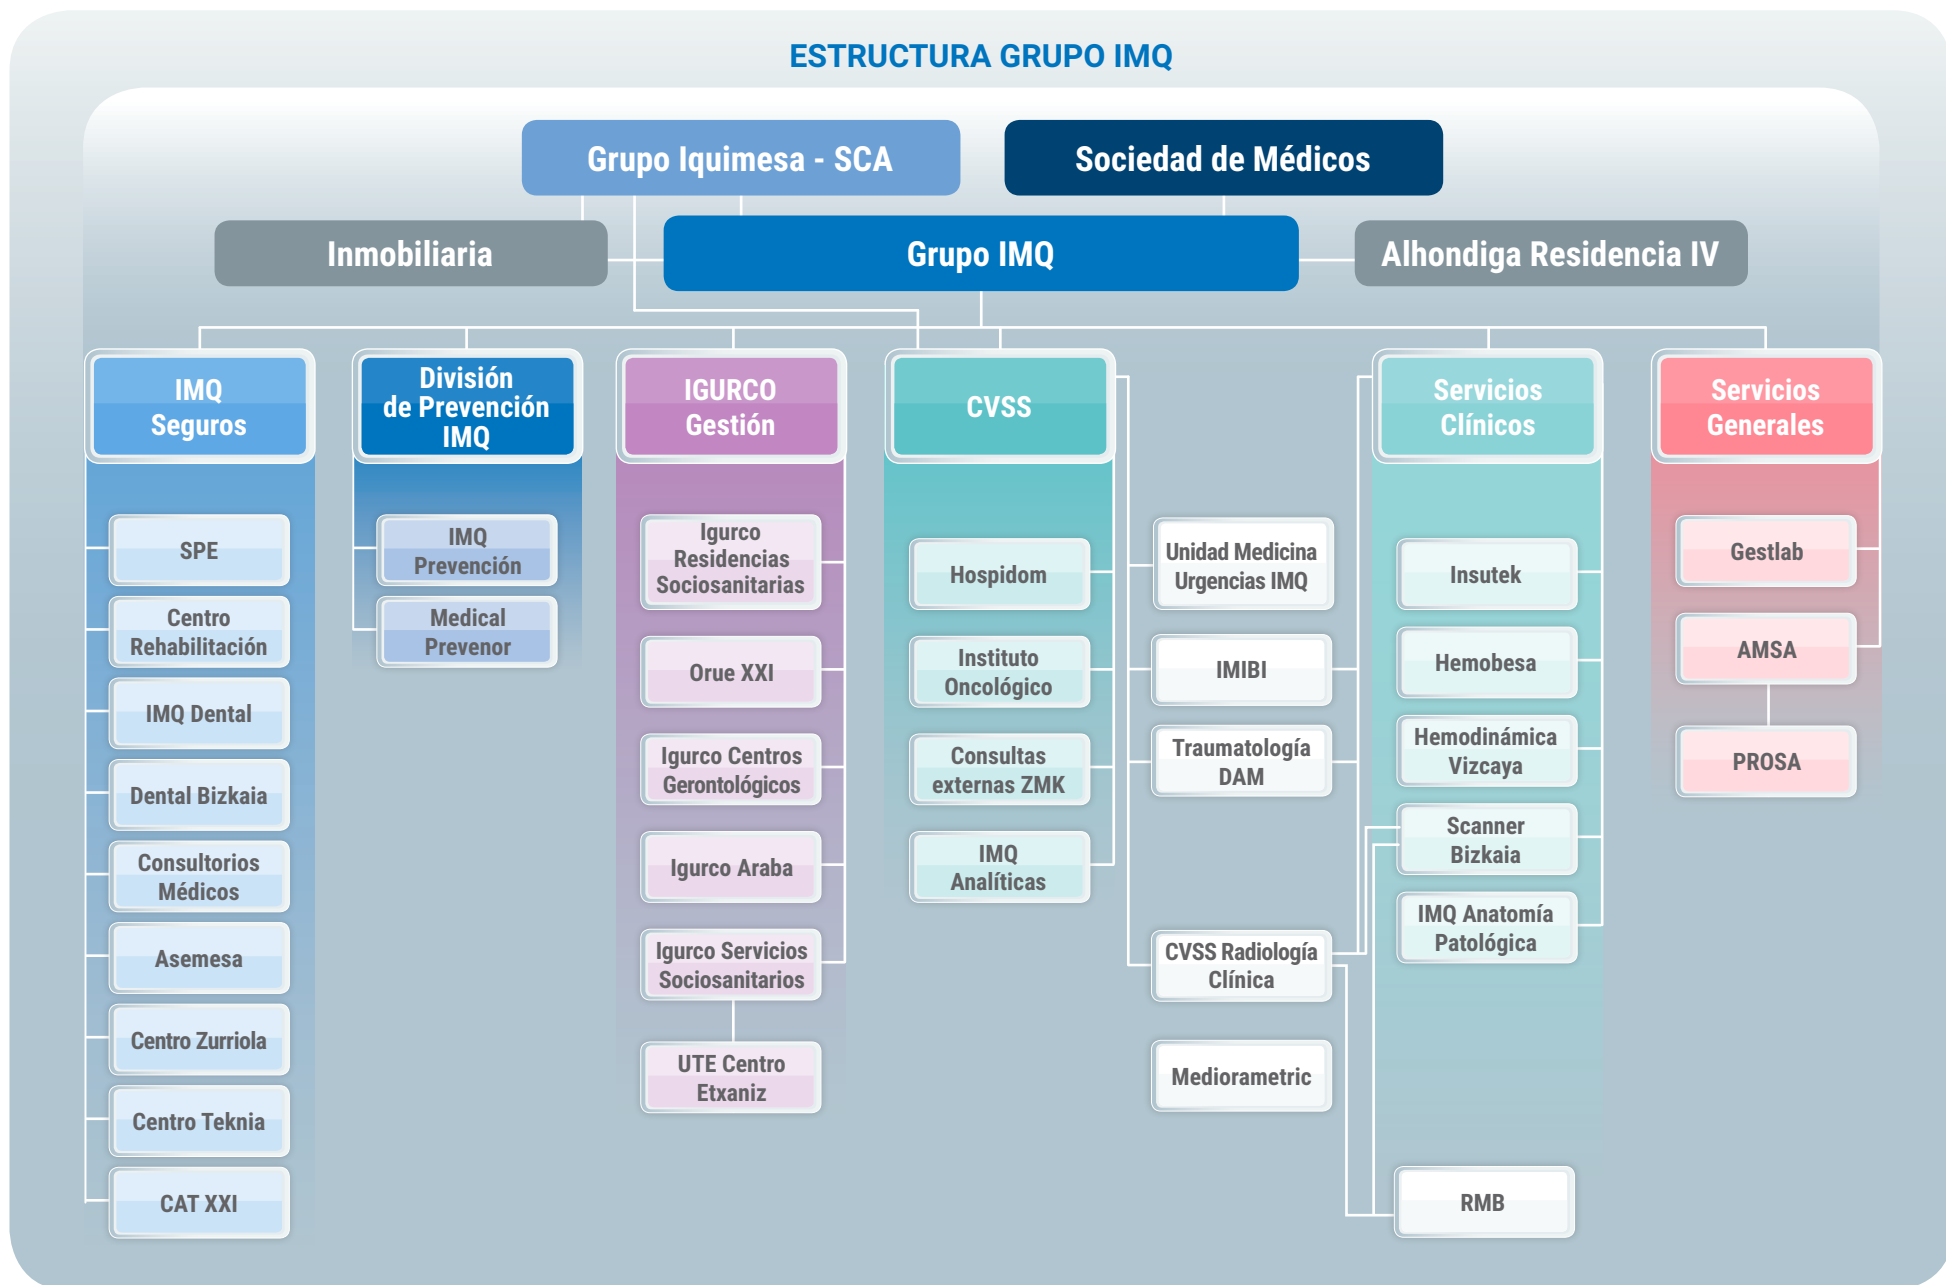 ESTRUCTURA GRUPO IMQ
Grupo Iquimesa - SCA
Sociedad de Médicos
Inmobiliaria
Grupo IMQ
Alhondiga Residencia IV
IMQ
Seguros
División
de Prevención
IMQ
IGURCO
Gestión
CVSS
Servicios
Clínicos
Servicios
Generales
SPE
Centro
Rehabilitación
IMQ Dental
Dental Bizkaia
Consultorios
Médicos
Asemesa
Centro Zurriola
Centro Teknia
CAT XXI
IMQ
Prevención
Medical
Prevenor
Igurco
Residencias
Sociosanitarias
Orue XXI
Igurco Centros
Gerontológicos
Igurco Araba
Igurco Servicios
Sociosanitarios
UTE Centro
Etxaniz
Hospidom
Instituto
Oncológico
Consultas
externas ZMK
IMQ
Analíticas
Unidad Medicina
Urgencias IMQ
IMIBI
Traumatología
DAM
CVSS Radiología
Clínica
Mediorametric
Insutek
Hemobesa
Hemodinámica
Vizcaya
Scanner
Bizkaia
IMQ Anatomía
Patológica
RMB
Gestlab
AMSA
PROSA